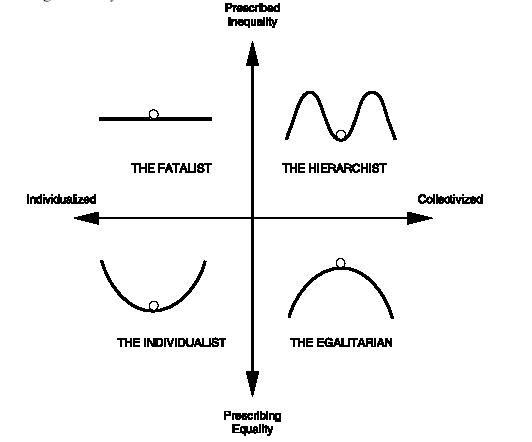 Prescribed
Inequality
THE FATALIST
THE HIERARCHIST
Individualized
Collectivized
THE INDIVIDUALIST
THE EGALITARIAN
Prescribing
Equality